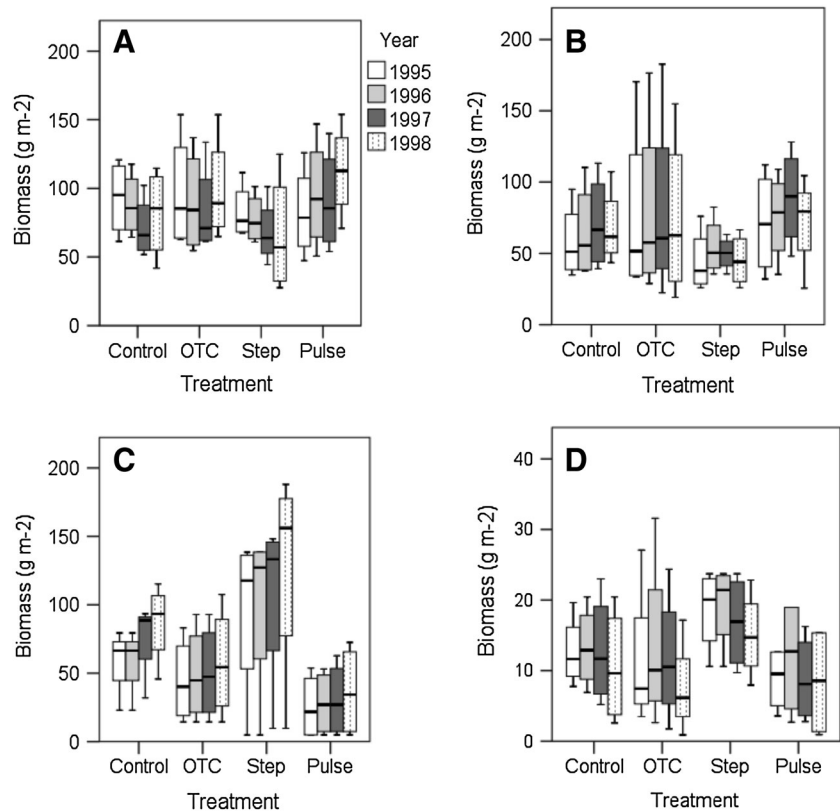 A
Year
1995
1996
1997
1998
200
150
100
50
0
Biomass (g m-2)
Control OTC Step Pulse
Treatment
B
200
150
100
50
0
Biomass (g m-2)
Control OTC Step Pulse
Treatment
C
200
150
100
50
0
Biomass (g m-2)
Control OTC Step Pulse
Treatment
D
40
30
20
10
0
Biomass (g m-2)
Control OTC Step Pulse
Treatment